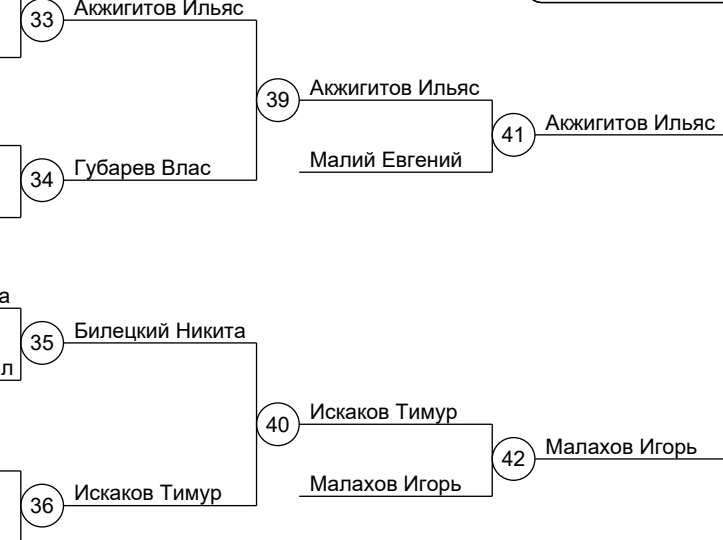 Акжигитов Ильяс
33
Акжигитов Ильяс
39
Акжигитов Ильяс
41
Малий Евгений
Губарев Влас
34
а
Билецкий Никита
35
л
Искаков Тимур
40
Малахов Игорь
42
Малахов Игорь
Искаков Тимур
36